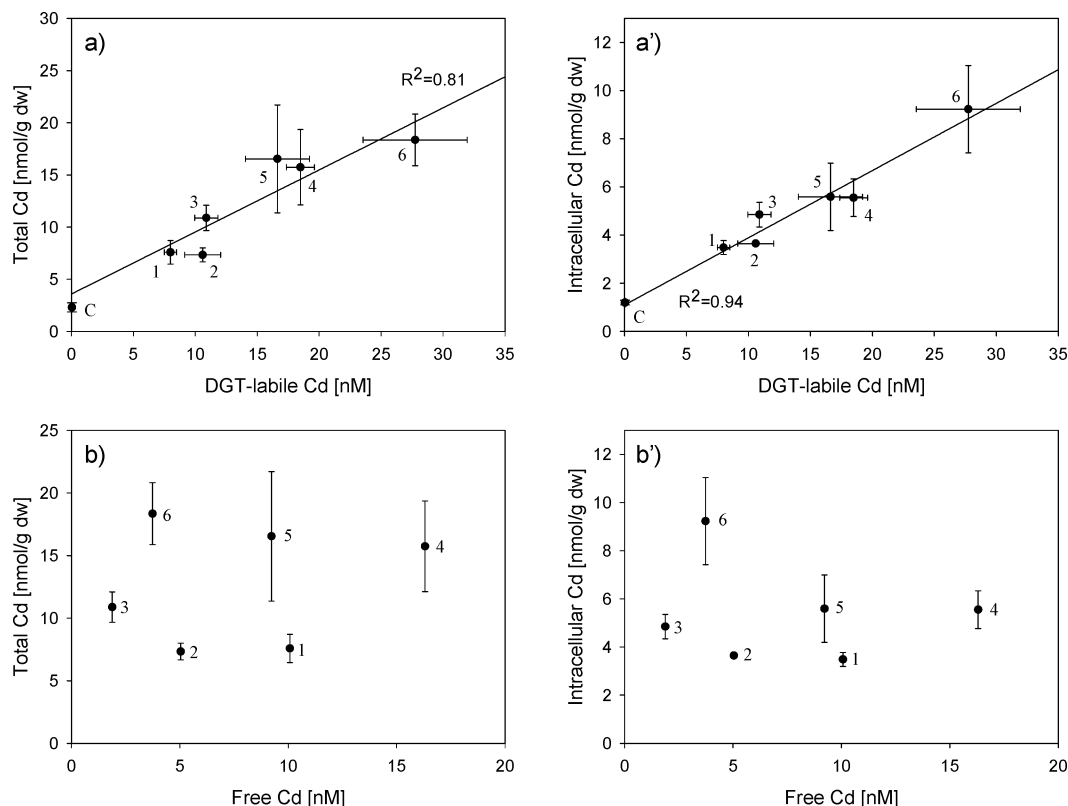 a)
Total Cd [nmol/g dw]
30
25
20
15
10
5
0
R²=0.81
1
2
3
4
5
6
C
0 5 10 15 20 25 30 35
DGT-labile Cd [nM]
a')
Intracellular Cd [nmol/g dw]
12
10
8
6
4
2
0
R²=0.94
1
2
3
4
5
6
C
0 5 10 15 20 25 30 35
DGT-labile Cd [nM]
b)
Total Cd [nmol/g dw]
25
20
15
10
5
0
6
5
4
3
2
1
0 5 10 15 20
Free Cd [nM]
b')
Intracellular Cd [nmol/g dw]
12
10
8
6
4
2
0
6
5
4
3
2
1
0 5 10 15 20
Free Cd [nM]